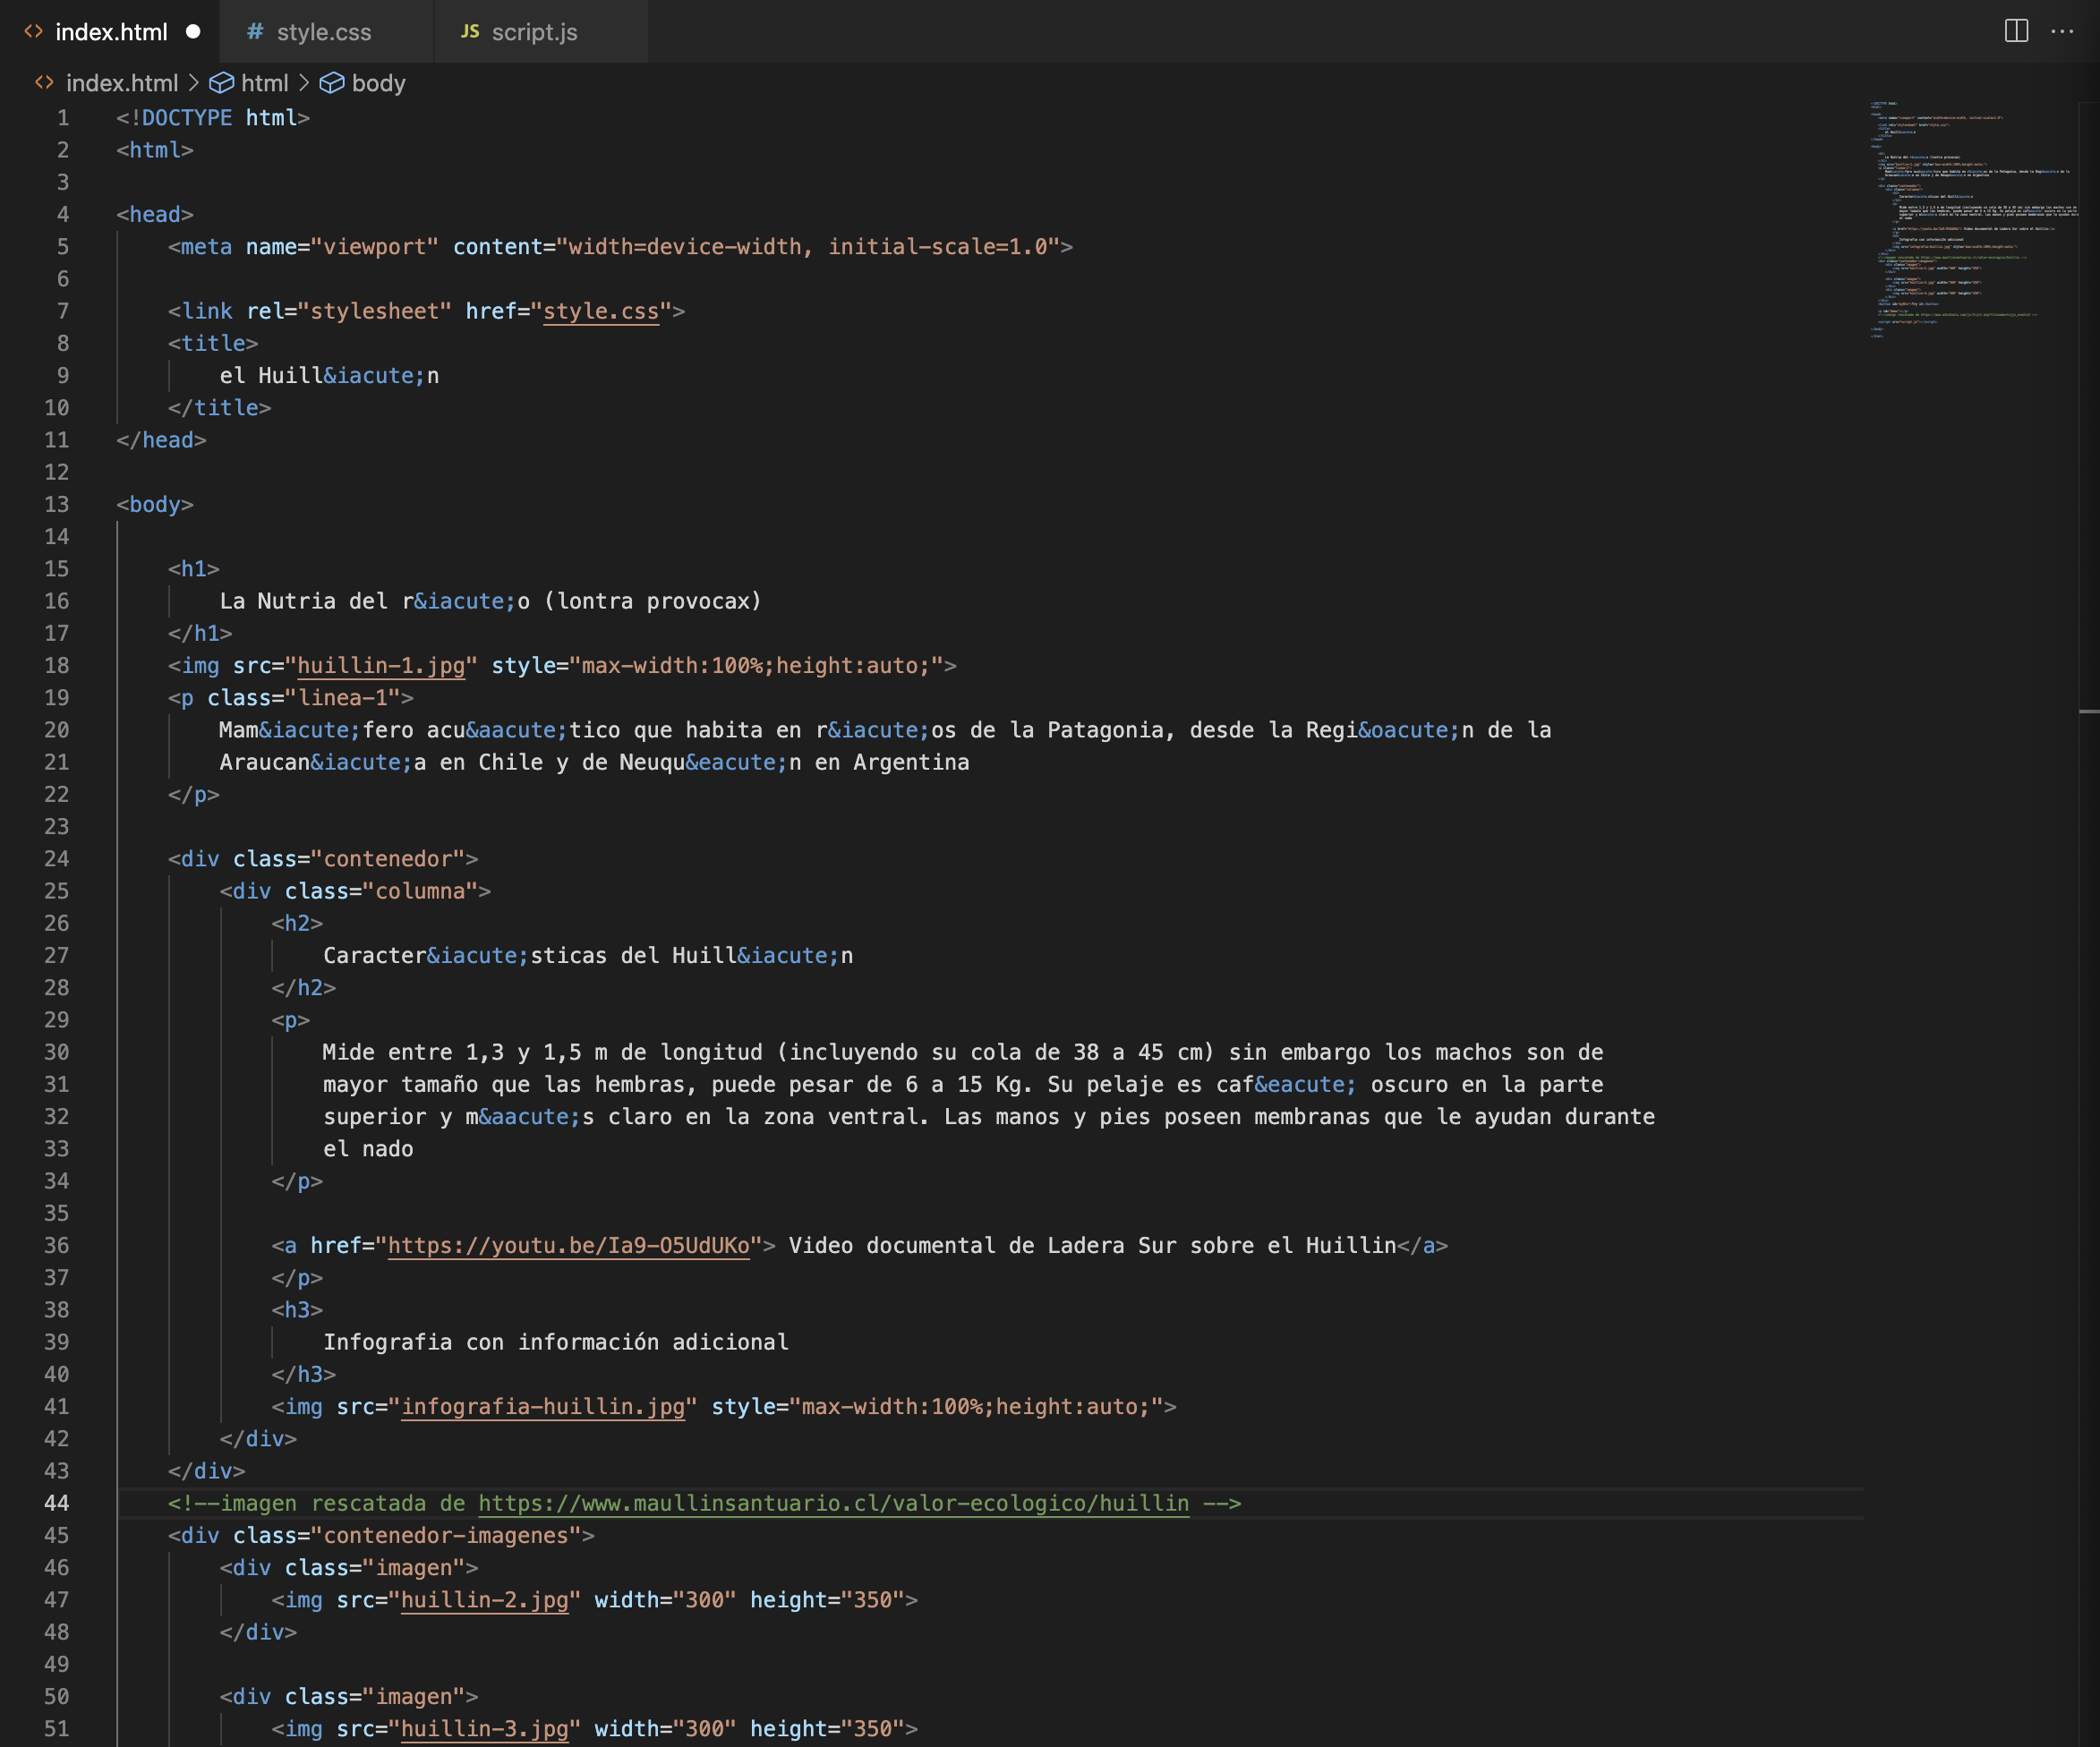 index.html
# style.css
JS script.js
index.html > html > body
1 <!DOCTYPE html>
2 <html>
3
4 <head>
5 <meta name="viewport" content="width=device-width, initial-scale=1.0">
6
7 <link rel="stylesheet" href="style.css">
8 <title>
9 el Huill&iacute;n
10 </title>
11 </head>
12
13 <body>
14
15 <h1>
16 La Nutria del r&iacute;o (lontra provocax)
17 </h1>
18 <img src="huillin-1.jpg" style="max-width:100%;height:auto;">
19 <p class="linea-1">
20 Mam&iacute;fero acu&aacute;tico que habita en r&iacute;os de la Patagonia, desde la Regi&oacute;n de la
21 Araucan&iacute;a en Chile y de Neuqu&eacute;n en Argentina
22 </p>
23
24 <div class="contenedor">
25 <div class="columna">
26 <h2>
27 Caracter&iacute;sticas del Huill&iacute;n
28 </h2>
29 <p>
30 Mide entre 1,3 y 1,5 m de longitud (incluyendo su cola de 38 a 45 cm) sin embargo los machos son de
31 mayor tamaño que las hembras, puede pesar de 6 a 15 Kg. Su pelaje es caf&eacute; oscuro en la parte
32 superior y m&aacute;s claro en la zona ventral. Las manos y pies poseen membranas que le ayudan durante
33 el nado
34 </p>
35
36 <a href="https://youtu.be/Ia9-O5UdUKo"> Video documental de Ladera Sur sobre el Huillin</a>
37 </p>
38 <h3>
39 Infografia con información adicional
40 </h3>
41 <img src="infografia-huillin.jpg" style="max-width:100%;height:auto;">
42 </div>
43 </div>
44 <!--imagen rescatada de https://www.maullinsantuario.cl/valor-ecologico/huillin -->
45 <div class="contenedor-imagenes">
46 <div class="imagen">
47 <img src="huillin-2.jpg" width="300" height="350">
48 </div>
49
50 <div class="imagen">
51 <img src="huillin-3.jpg" width="300" height="350">